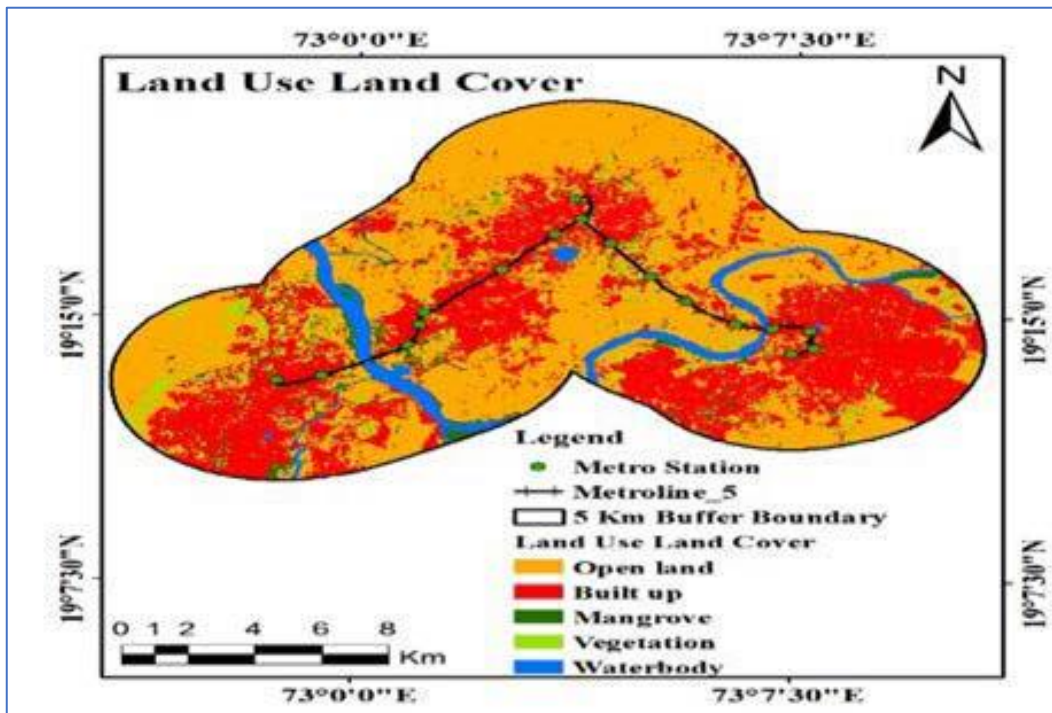 73°0'0"E 73°7'30"E
Land Use Land Cover
N
19°15'0"N 19°15'0"N
Legend
Metro Station
Metroline_5
5 Km Buffer Boundary
Land Use Land Cover
Open land
Built up
Mangrove
Vegetation
Waterbody
19°7'30"N 19°7'30"N
0 1 2 4 6 8
Km
73°0'0"E 73°7'30"E